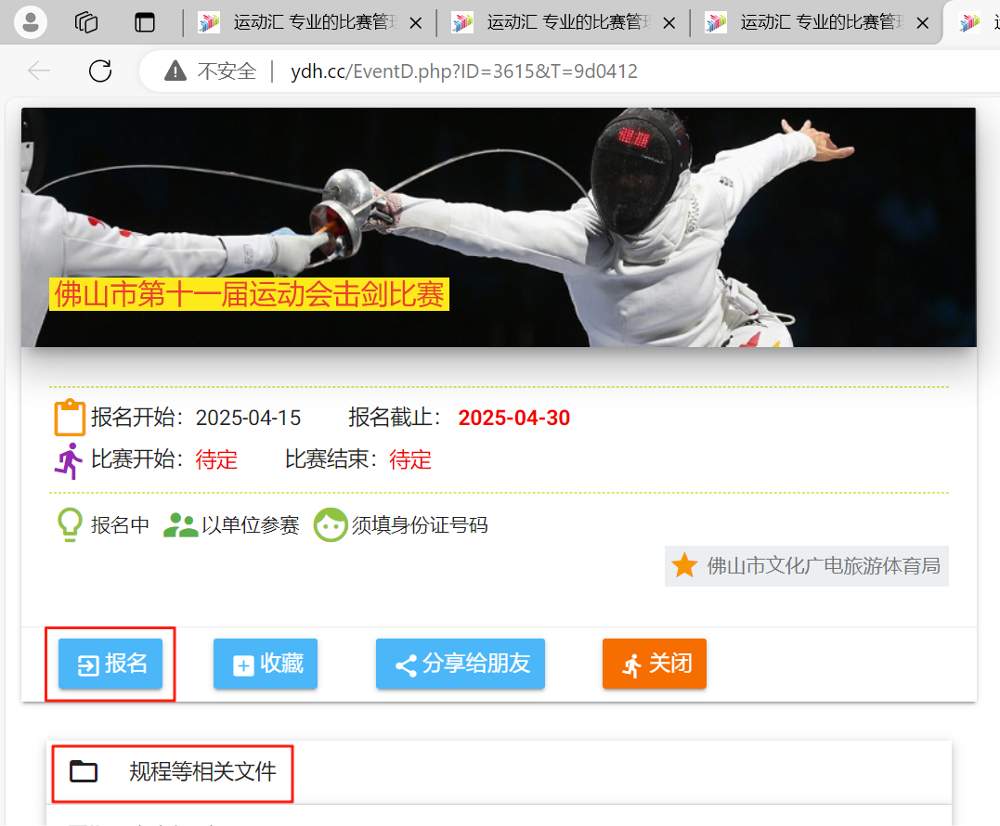 运动汇 专业的比赛管理
运动汇 专业的比赛管理
运动汇 专业的比赛管理
不安全 | ydh.cc/EventD.php?ID=3615&T=9d0412
佛山市第十一届运动会击剑比赛
报名开始：2025-04-15 报名截止：2025-04-30
比赛开始：待定 比赛结束：待定
报名中 以单位参赛 须填身份证号码
佛山市文化广电旅游体育局
报名 收藏 分享给朋友 关闭
规程等相关文件